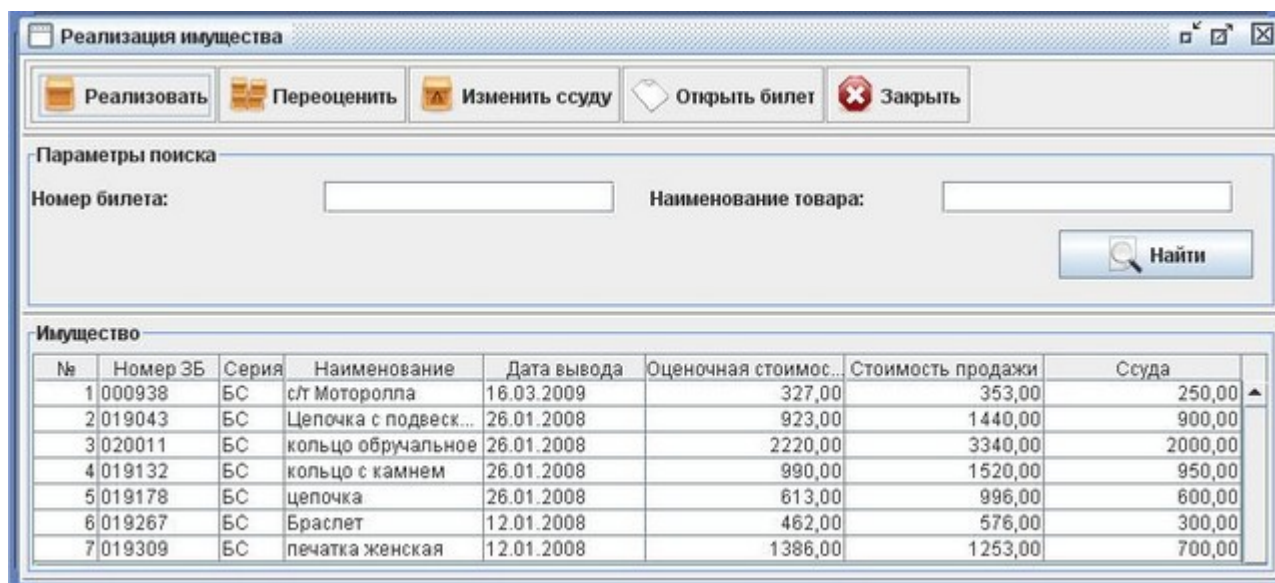 Реализация имущества
Реализовать Переоценить Изменить ссуду Открыть билет Закрыть
Параметры поиска
Номер билета: Наименование товара:
Найти
Имущество
№ Номер ЗБ Серия Наименование Дата вывода Оценочная стоимос... Стоимость продажи Ссуда
1 000938 БС с/т Моторолла 16.03.2009 327,00 353,00 250,00
2 019043 БС Цепочка с подвеск... 26.01.2008 923,00 1440,00 900,00
3 020011 БС кольцо обручальное 26.01.2008 2220,00 3340,00 2000,00
4 019132 БС кольцо с камнем 26.01.2008 990,00 1520,00 950,00
5 019178 БС цепочка 26.01.2008 613,00 996,00 600,00
6 019267 БС Браслет 12.01.2008 462,00 576,00 300,00
7 019309 БС печатка женская 12.01.2008 1386,00 1253,00 700,00